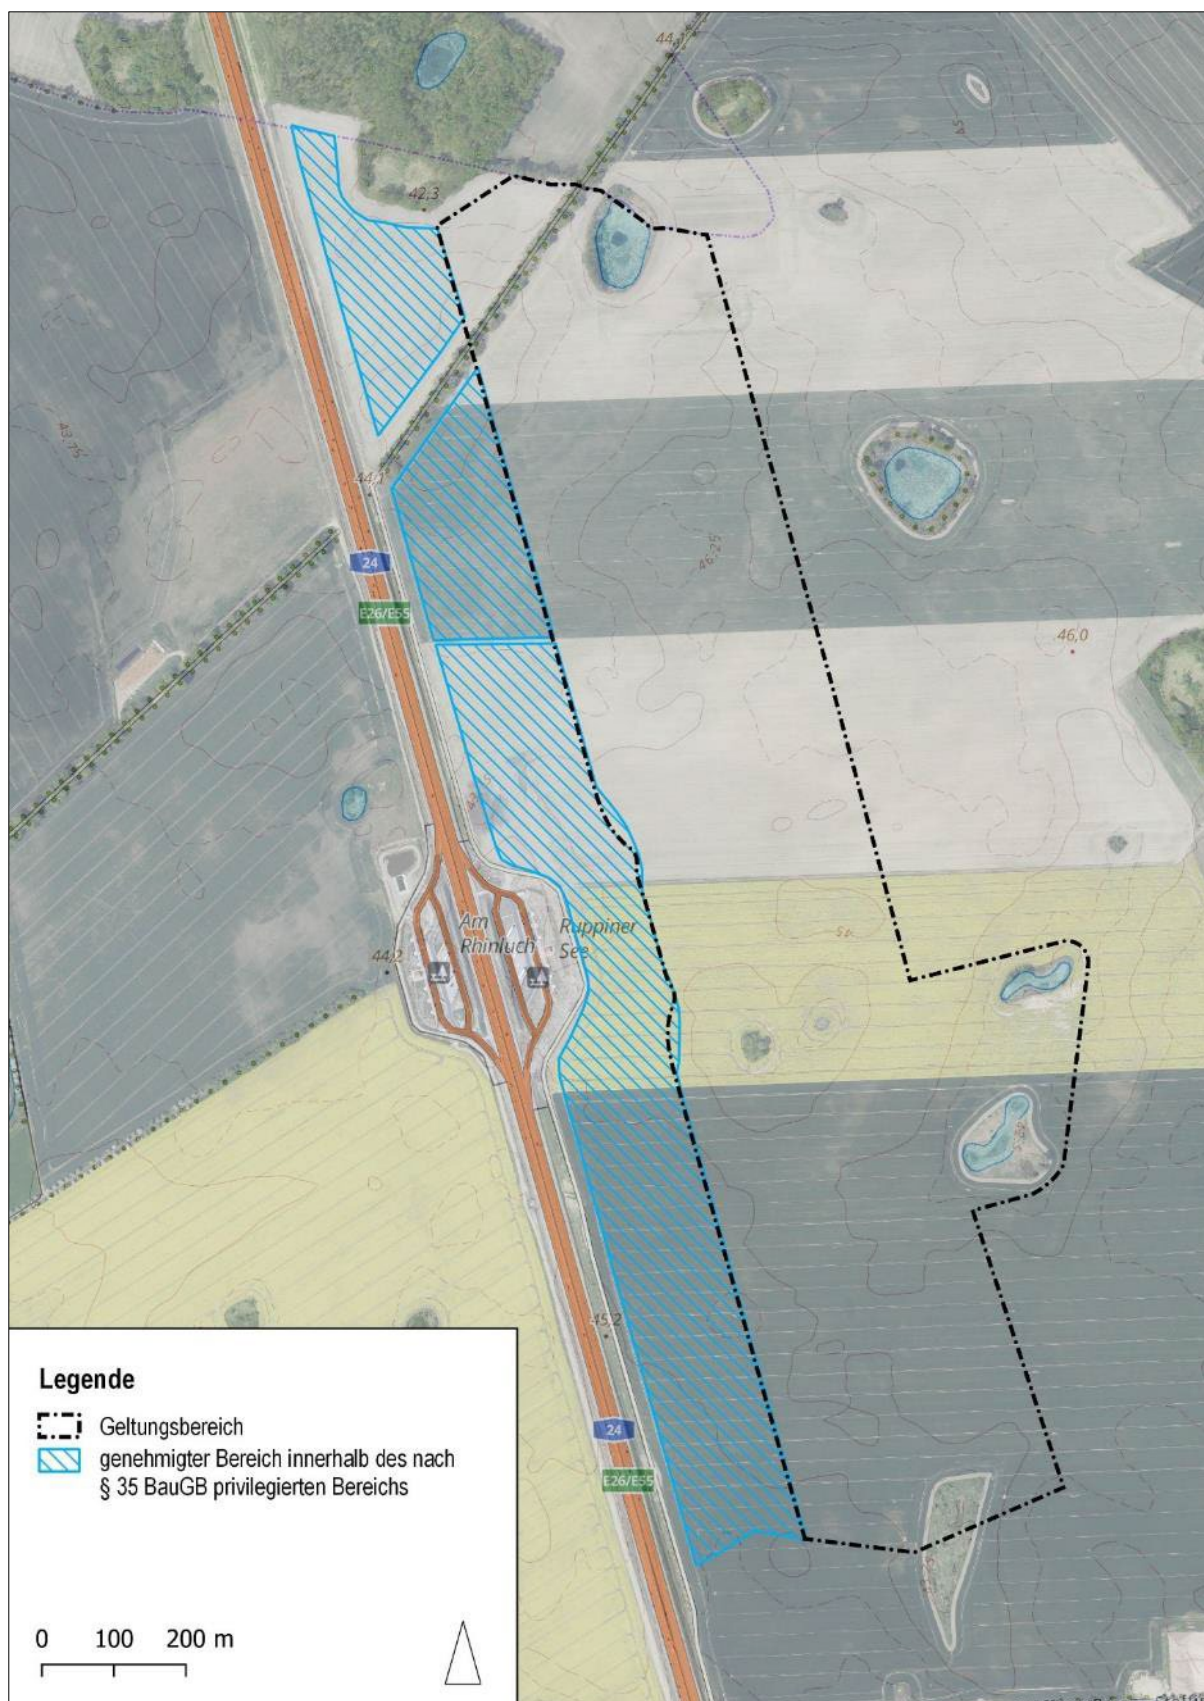 44,
45
42,3
43,75
44,1
24
E26/E55
46,25
46,0
Am
Rhinluch
Ruppiner
See
45
44,2
45,2
24
E26/E55
Legende
Geltungsbereich
genehmigter Bereich innerhalb des nach
§ 35 BauGB privilegierten Bereichs
0 100 200 m